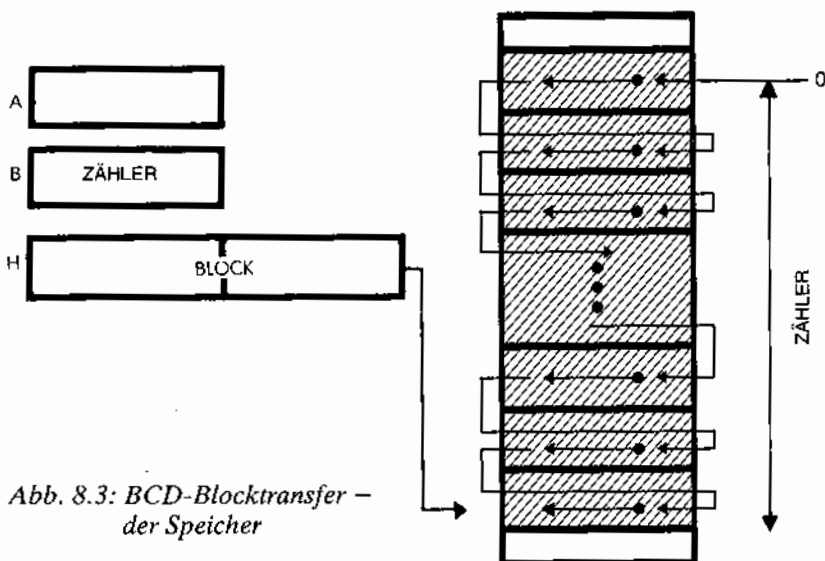 0
A
B ZÄHLER
H BLOCK
ZÄHLER
Abb. 8.3: BCD-Blocktransfer –
der Speicher